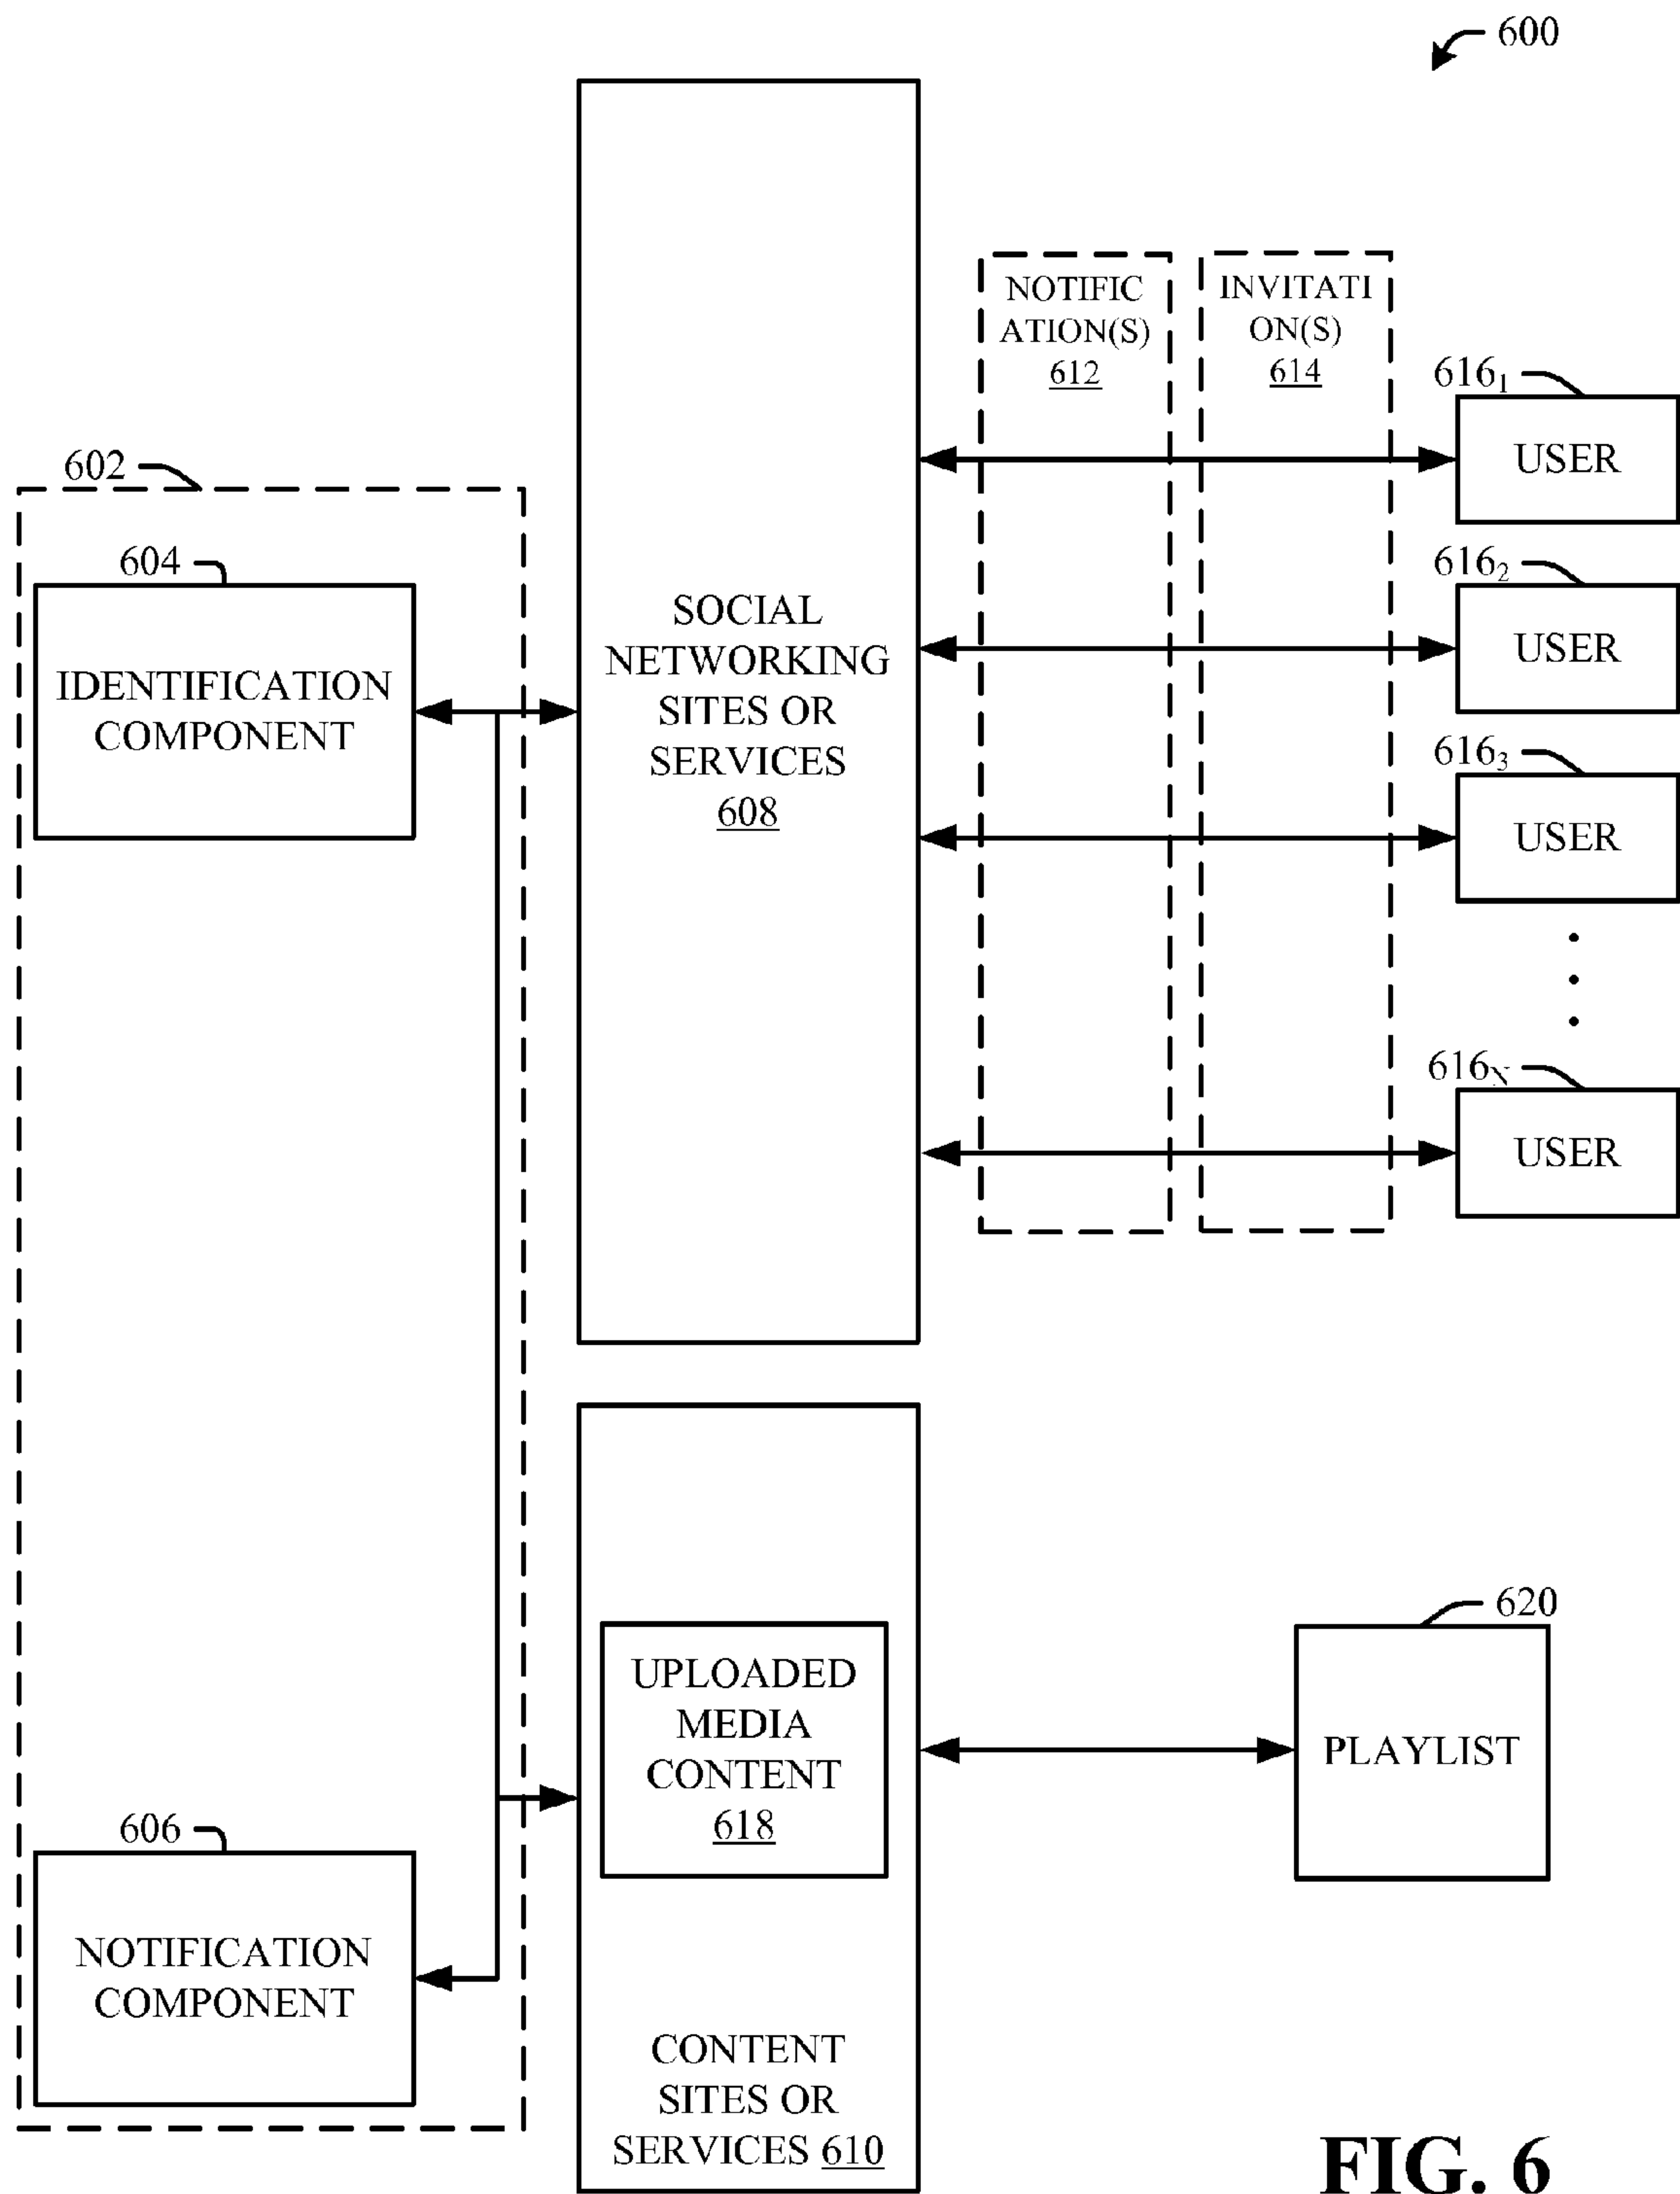 600
NOTIFIC
ATION(S)
612
INVITATI
ON(S)
614
616₁
USER
602
604
IDENTIFICATION
COMPONENT
SOCIAL
NETWORKING
SITES OR
SERVICES
608
616₂
USER
616₃
USER
616N
USER
620
PLAYLIST
UPLOADED
MEDIA
CONTENT
618
606
NOTIFICATION
COMPONENT
CONTENT
SITES OR
SERVICES 610
FIG. 6